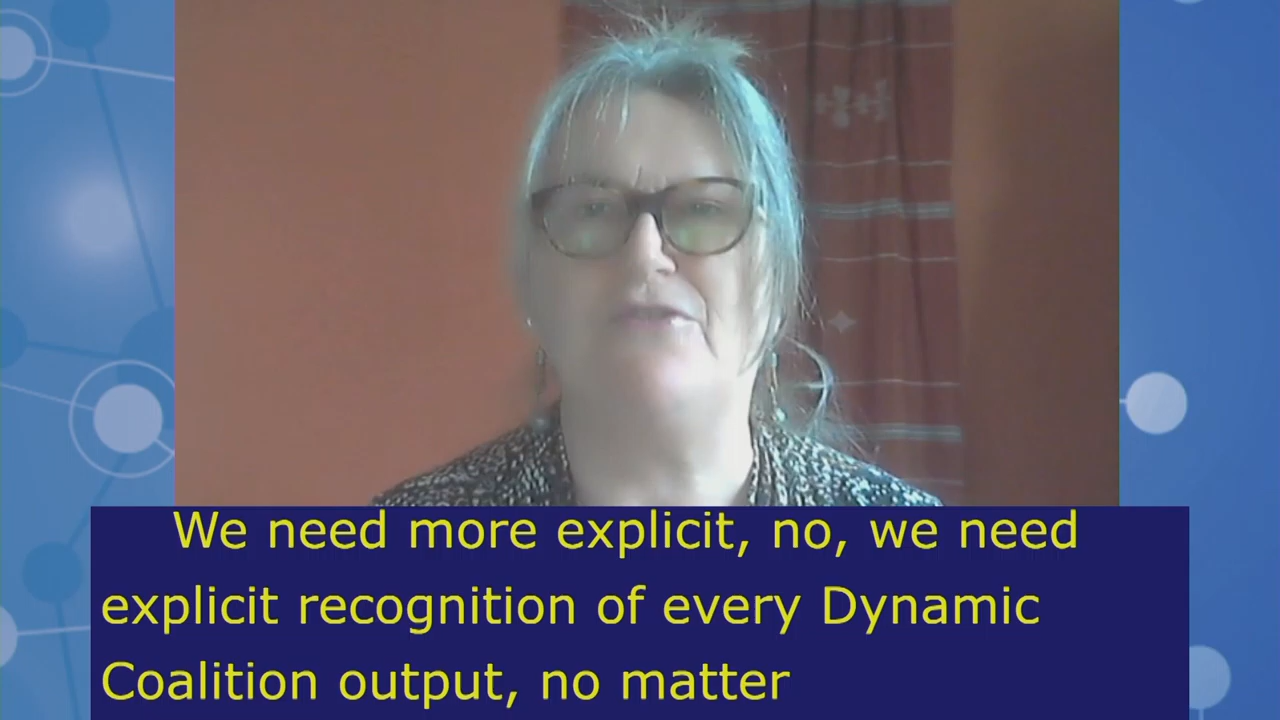 We need more explicit, no, we need
explicit recognition of every Dynamic
Coalition output, no matter